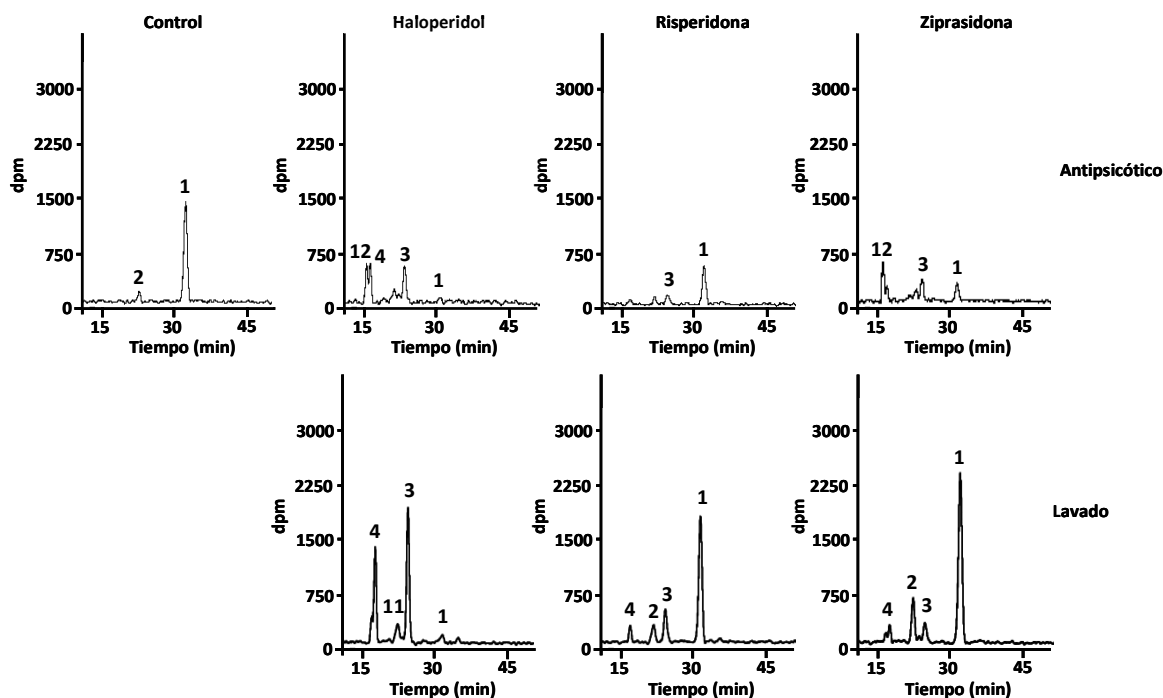 Control Haloperidol Risperidona Ziprasidona
3000 3000 3000 3000
2250 2250 2250 2250
dpm dpm dpm dpm
Antipsicótico
1500 1500 1500 1500
1
750 750 750 750
2 12 4 3 1 3 1 12 3 1
0 0 0 0
15 30 45 15 30 45 15 30 45 15 30 45
Tiempo (min) Tiempo (min) Tiempo (min) Tiempo (min)
3000 3000 3000
2250 2250 2250
dpm dpm dpm
Lavado
1500 1500 1500
750 750 750
4 11 3 1 4 2 3 1 4 2 3 1
0 0 0
15 30 45 15 30 45 15 30 45
Tiempo (min) Tiempo (min) Tiempo (min)